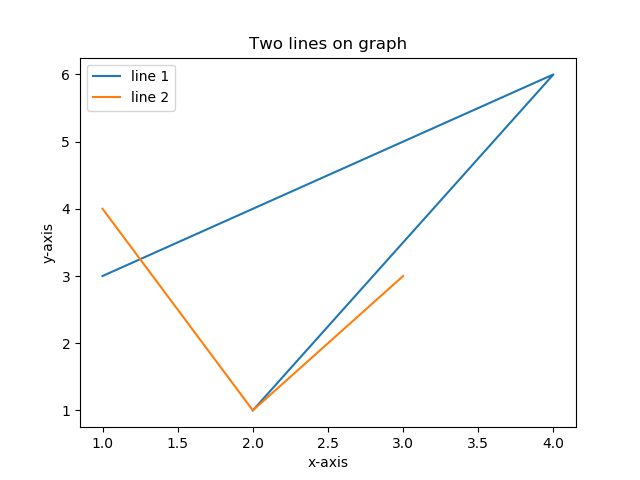 Two lines on graph
line 1
line 2
6
5
4
3
2
1
y-axis
1.0 1.5 2.0 2.5 3.0 3.5 4.0
x-axis